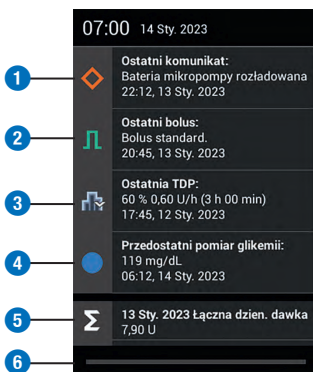 07:00 14 Sty. 2023
1
Ostatni komunikat:
Bateria mikropompy rozładowana
22:12, 13 Sty. 2023
2
Ostatni bolus:
Bolus standard.
20:45, 13 Sty. 2023
3
Ostatnia TDP:
60 % 0,60 U/h (3 h 00 min)
17:45, 12 Sty. 2023
4
Przedostatni pomiar glikemii:
119 mg/dL
06:12, 14 Sty. 2023
5
Σ
13 Sty. 2023 Łączna dzien. dawka
7,90 U
6